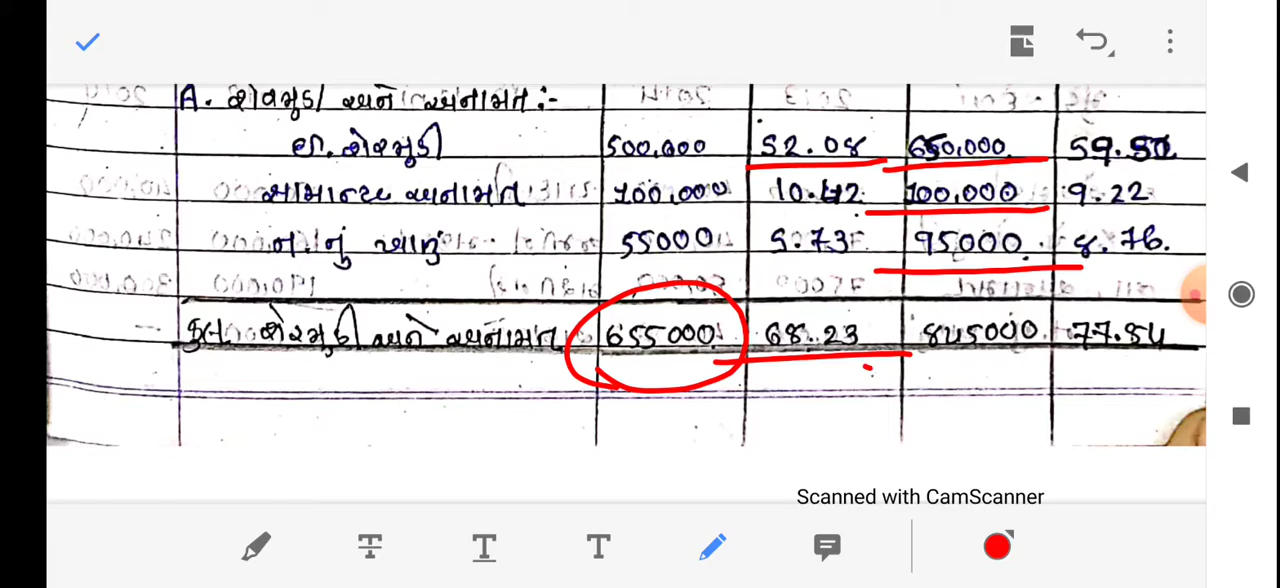 A. શેરમુડી અને અનામત :-
ઈ. શેરમુડી 500,000 52.08 650,000 59.91
સામાન્ય અનામત 100,000 10.42 100,000 9.22
નફાનું ખાતું 55000 5.73 95000 8.76
કુલ શેરમુડી અને અનામત 655000 68.23 845000 77.54
Scanned with CamScanner
T T T